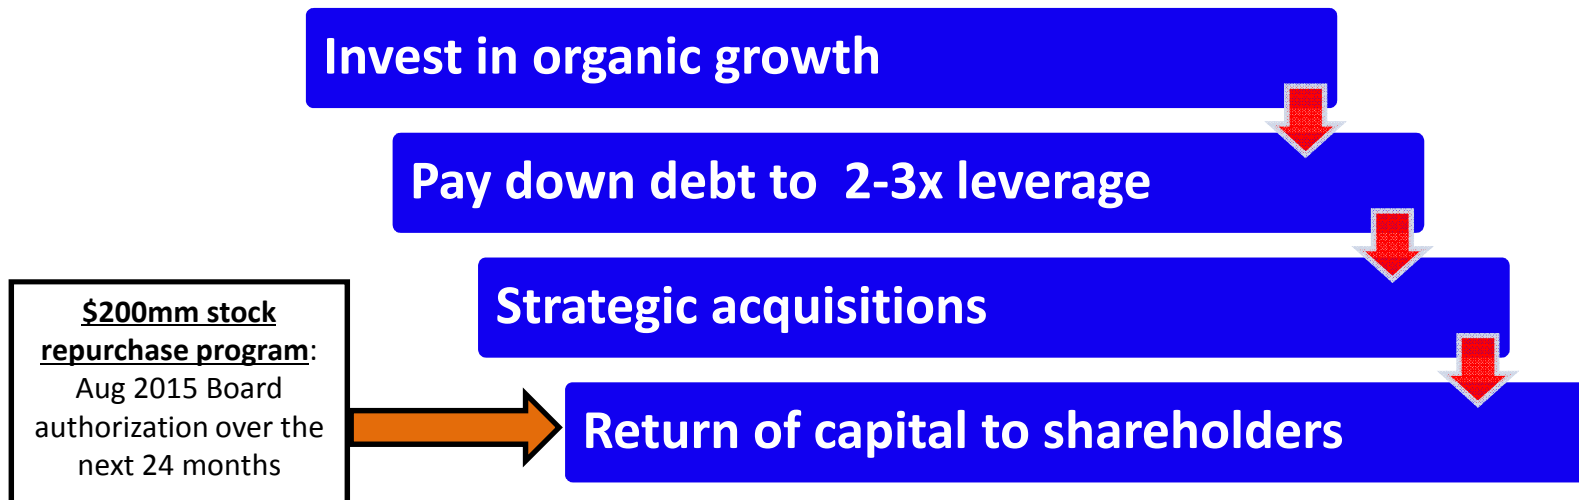 Invest in organic growth
Pay down debt to  2-3x leverage
Strategic acquisitions
$200mm stock
repurchase program:
Aug 2015 Board
authorization over the
next 24 months
Return of capital to shareholders